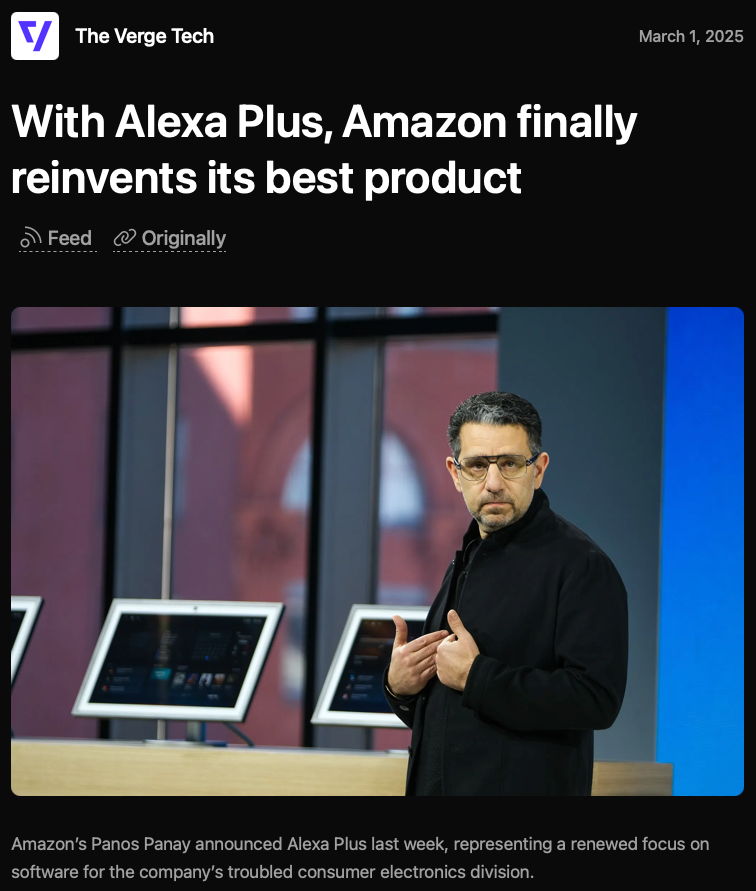 The Verge Tech
March 1, 2025
With Alexa Plus, Amazon finally
reinvents its best product
Feed
Originally
Amazon’s Panos Panay announced Alexa Plus last week, representing a renewed focus on
software for the company’s troubled consumer electronics division.